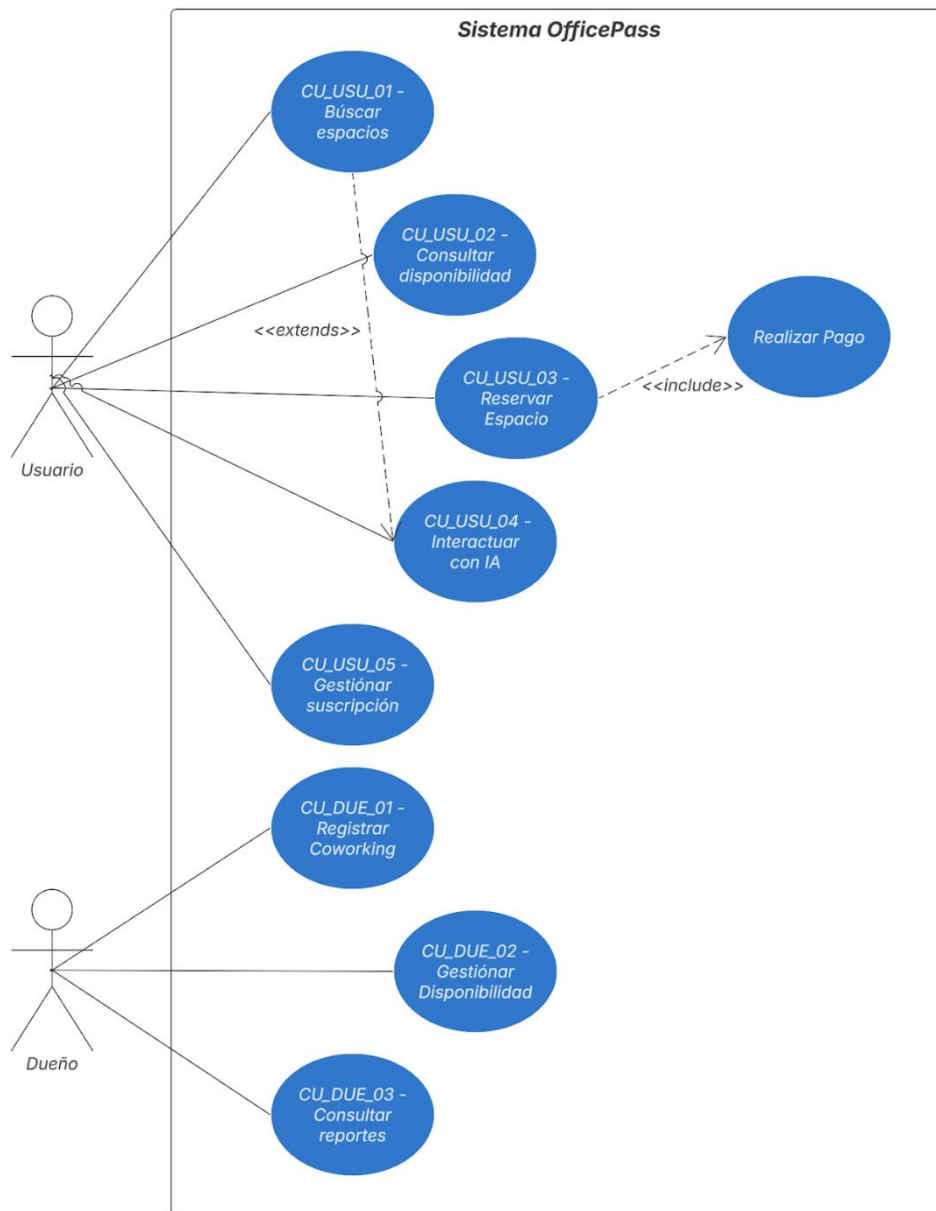 Sistema OfficePass
CU_USU_01 -
Búscar
espacios
CU_USU_02 -
Consultar
disponibilidad
<<extends>>
Realizar Pago
CU_USU_03 -
Reservar
Espacio
<<include>>
Usuario
CU_USU_04 -
Interactuar
con IA
CU_USU_05 -
Gestiónar
suscripción
CU_DUE_01 -
Registrar
Coworking
CU_DUE_02 -
Gestiónar
Disponibilidad
Dueño
CU_DUE_03 -
Consultar
reportes